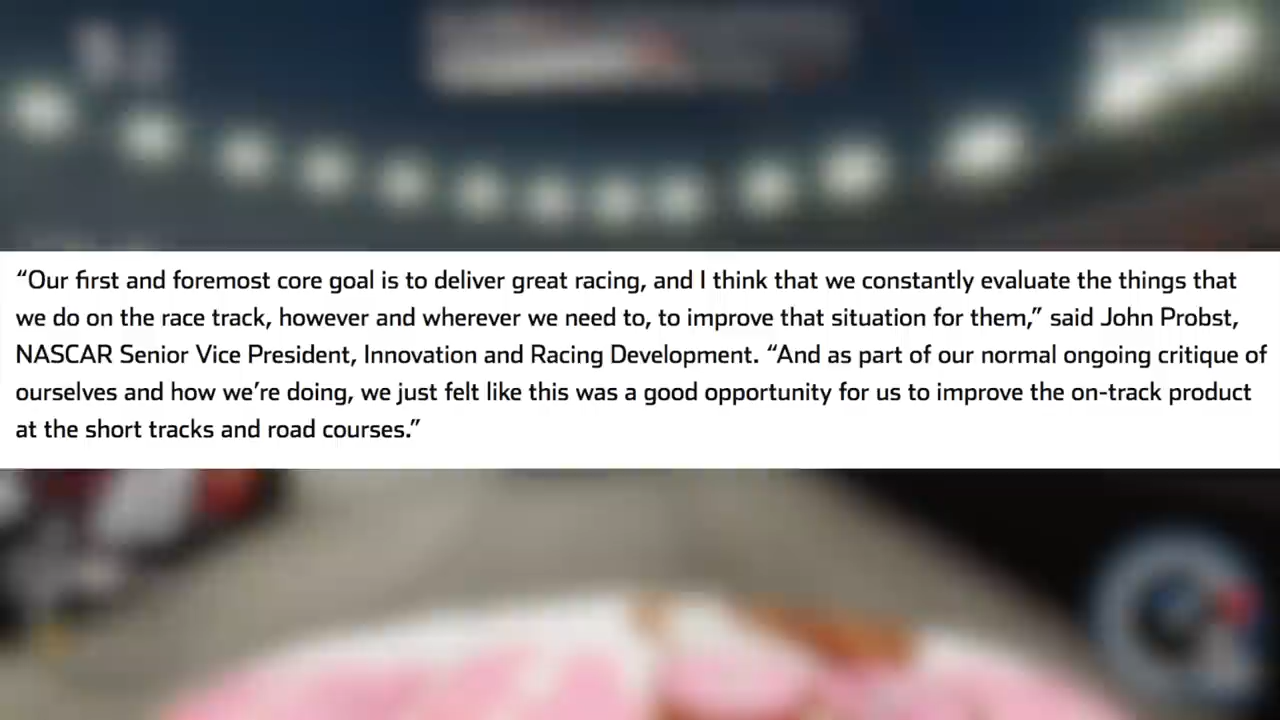 “Our first and foremost core goal is to deliver great racing, and I think that we constantly evaluate the things that
we do on the race track, however and wherever we need to, to improve that situation for them,” said John Probst,
NASCAR Senior Vice President, Innovation and Racing Development. “And as part of our normal ongoing critique of
ourselves and how we’re doing, we just felt like this was a good opportunity for us to improve the on-track product
at the short tracks and road courses.”